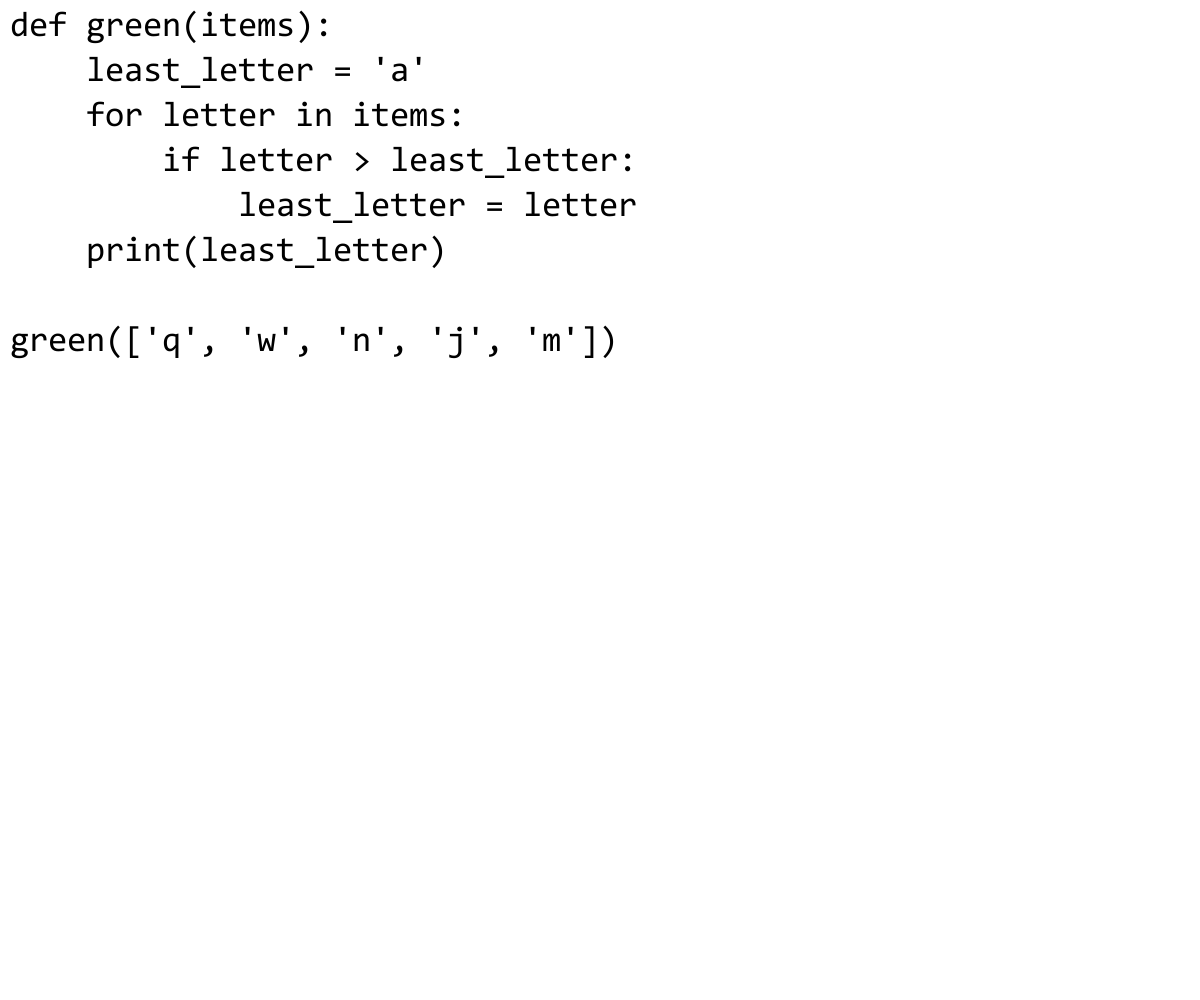 def green(items):
    least_letter = 'a'
    for letter in items:
        if letter > least_letter:
            least_letter = letter
    print(least_letter)

green(['q', 'w', 'n', 'j', 'm'])